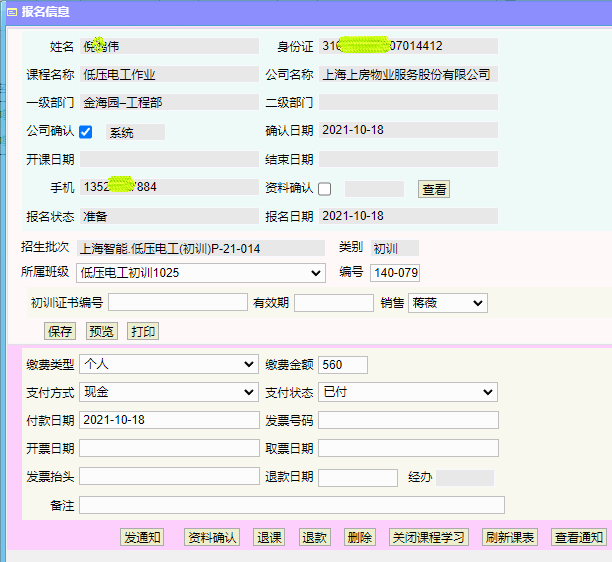 报名信息
姓名 倪 伟 身份证 310 07014412
课程名称 低压电工作业 公司名称 上海上房物业服务股份有限公司
一级部门 金海园–工程部 二级部门
公司确认 系统 确认日期 2021-10-18
开课日期 结束日期
手机 1352 7884 资料确认 查看
报名状态 准备 报名日期 2021-10-18
招生批次 上海智能.低压电工(初训)P-21-014 类别 初训
所属班级 低压电工初训1025 编号 140-079
初训证书编号 有效期 销售 蒋薇
保存 预览 打印
缴费类型 个人 缴费金额 560
支付方式 现金 支付状态 已付
付款日期 2021-10-18 发票号码
开票日期 取票日期
发票抬头 退款日期 经办
备注
发通知 资料确认 退课 退款 删除 关闭课程学习 刷新课表 查看通知